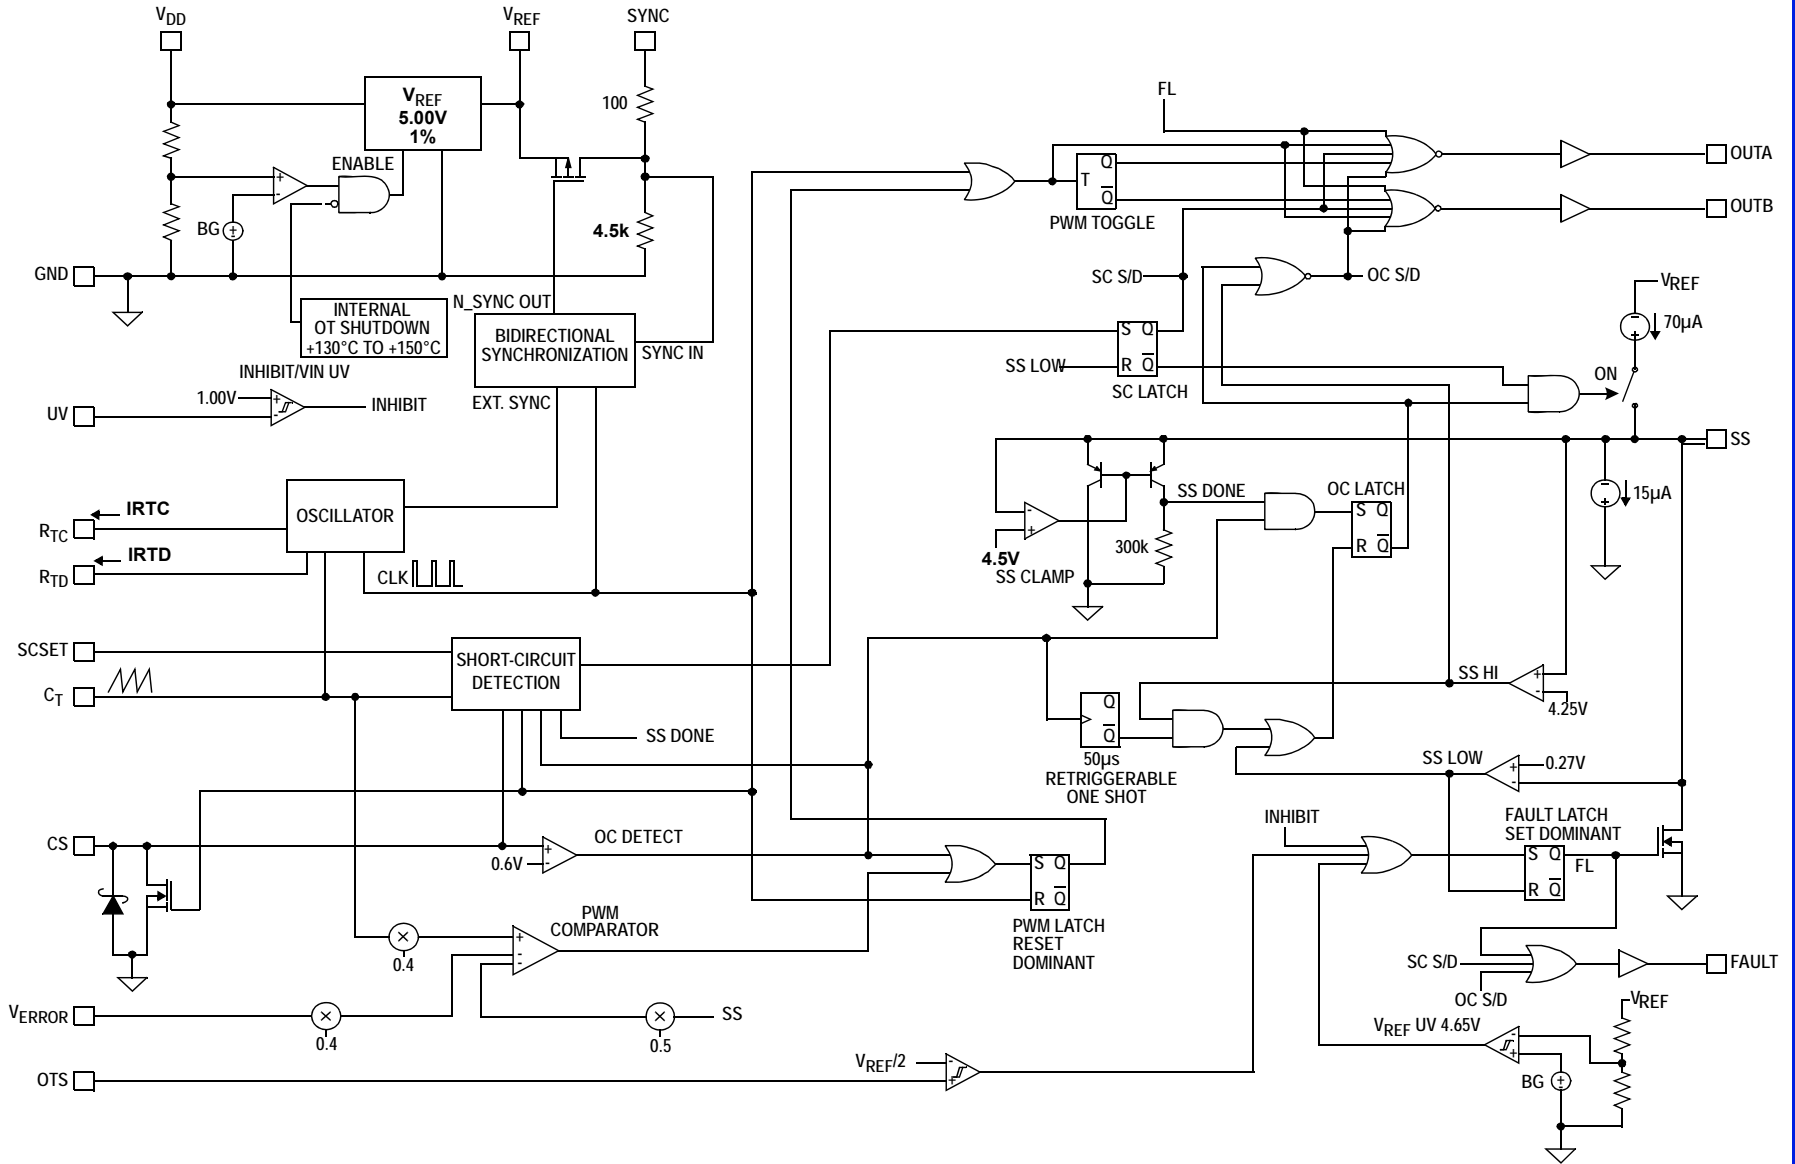 VDD
VREF
SYNC
VREF
5.00V
1%
100
FL
ENABLE
Q
T
Q
PWM TOGGLE
OUTA
OUTB
+
-
BG
4.5k
GND
SC S/D
OC S/D
VREF
70µA
INTERNAL
OT SHUTDOWN
+130°C TO +150°C
N_SYNC OUT
BIDIRECTIONAL
SYNCHRONIZATION
SYNC IN
EXT. SYNC
S Q
R Q
SS LOW
SC LATCH
ON
INHIBIT/VIN UV
1.00V
+
-
INHIBIT
UV
SS
15µA
SS DONE
OC LATCH
S Q
R Q
-
+
4.5V
SS CLAMP
300k
IRTC
RTC
OSCILLATOR
IRTD
RTD
CLK
SCSET
CT
SHORT-CIRCUIT
DETECTION
SS DONE
SS HI
+
-
4.25V
Q
Q
50µs
RETRIGGERABLE
ONE SHOT
SS LOW
+
-
0.27V
CS
OC DETECT
+
-
0.6V
S Q
R Q
PWM LATCH
RESET
DOMINANT
INHIBIT
FAULT LATCH
SET DOMINANT
S Q
R Q
FL
PWM
COMPARATOR
+
-
-
0.4
SC S/D
OC S/D
FAULT
VERROR
0.4
0.5
SS
VREF
VREF UV 4.65V
-
+
BG
VREF/2
-
+
OTS